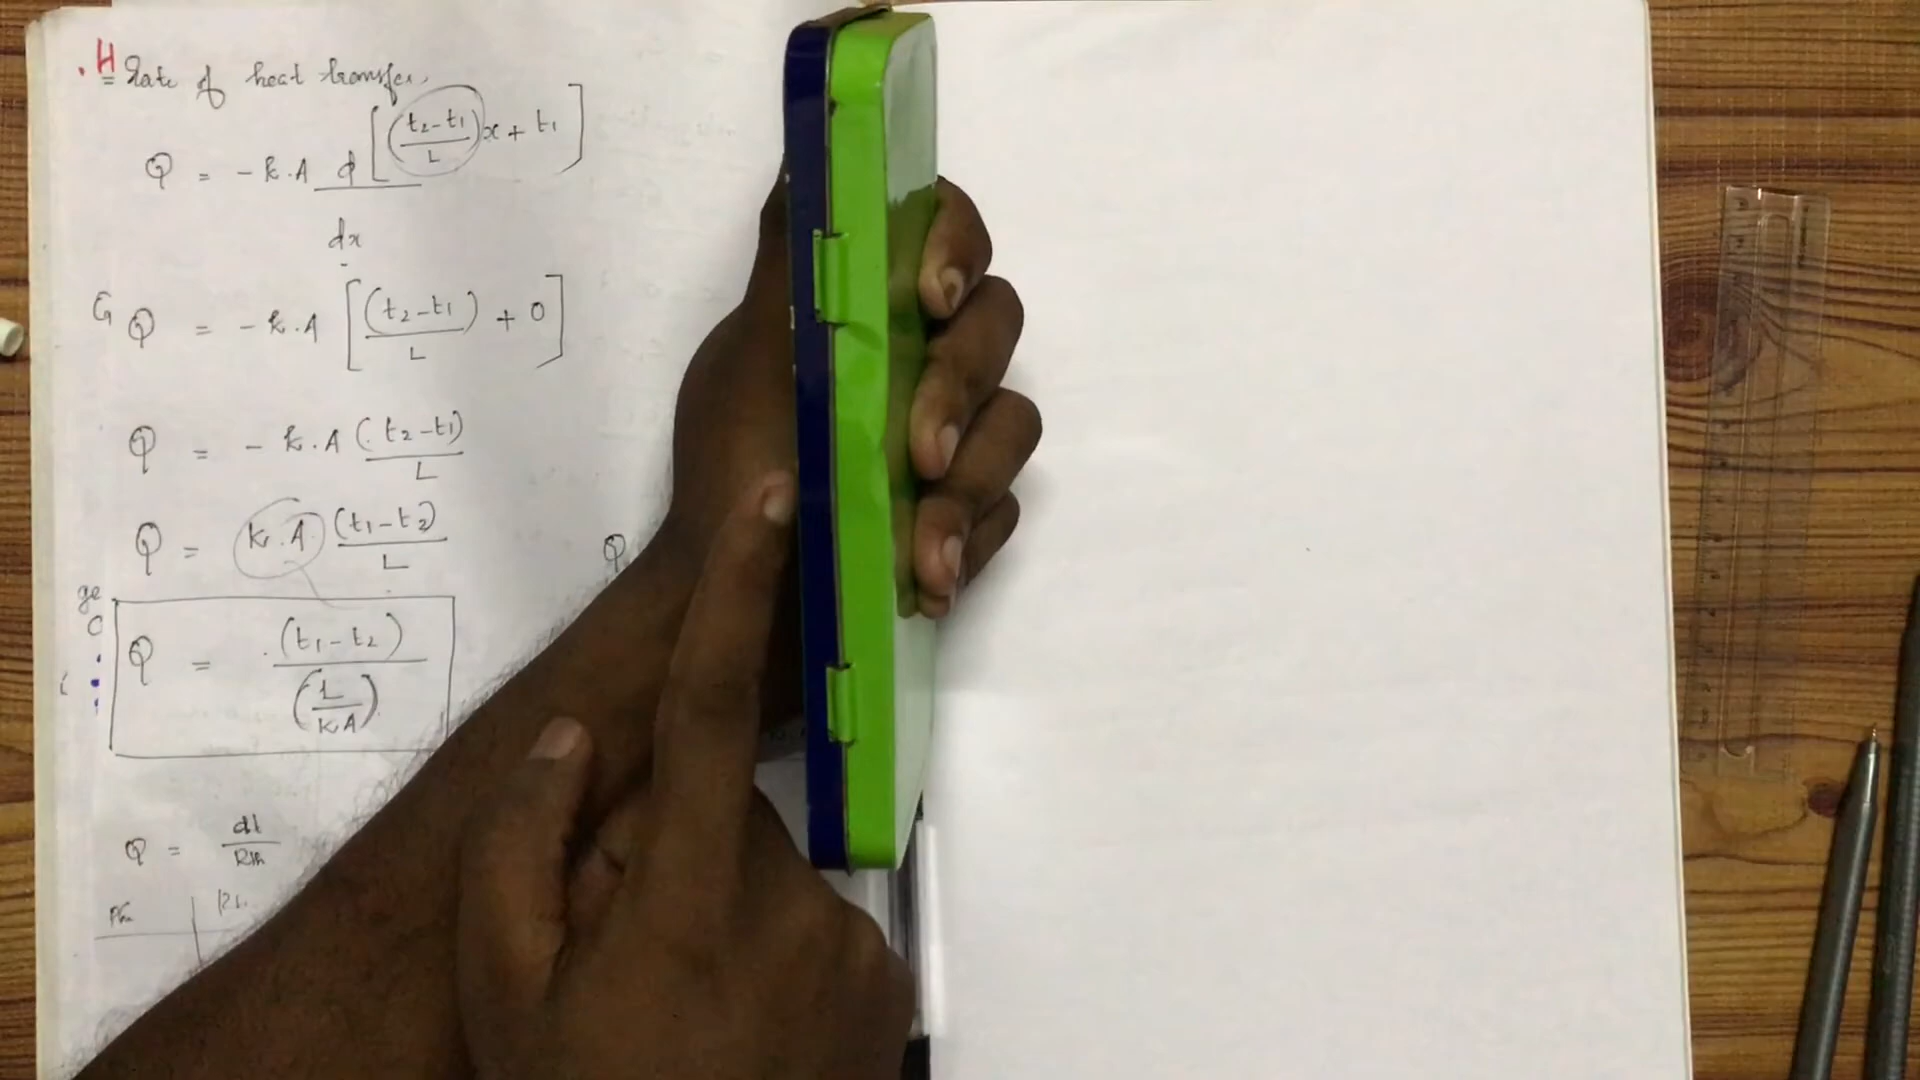 . H Rate of heat transfer.
Q = -k.A d[((t2-t1)/L)x + t1]
dx
G Q = -k.A [(t2-t1)/L + 0]
Q = - k.A (t2-t1)/L
Q = k.A (t1-t2)/L
Q
ge
C
Q = (t1-t2)/(L/KA)
i
Q = dt/Rth